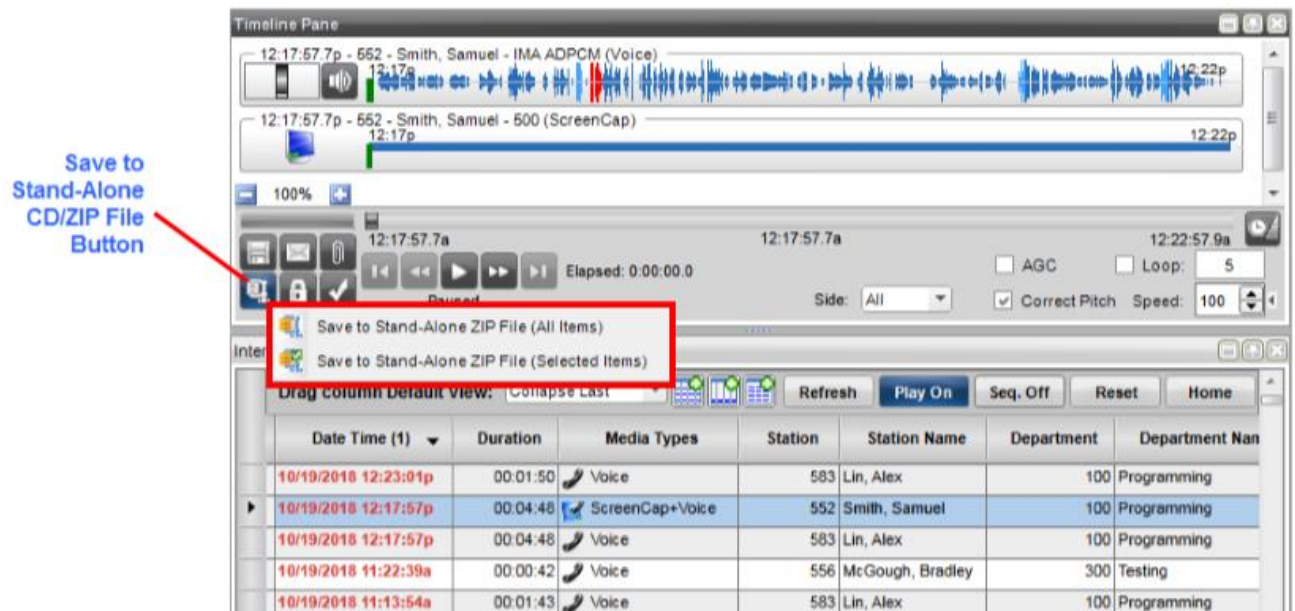 Timeline Pane
12:17:57.7p - 552 - Smith, Samuel - IMA ADPCM (Voice)
12:17p 12:22p
12:17:57.7p - 552 - Smith, Samuel - 500 (ScreenCap)
12:17p 12:22p
Save to
Stand-Alone
CD/ZIP File
Button
100%
12:17:57.7a 12:17:57.7a 12:22:57.9a
Elapsed: 0:00:00.0
AGC Loop: 5
Paused Side: All Correct Pitch Speed: 100
Save to Stand-Alone ZIP File (All Items)
Save to Stand-Alone ZIP File (Selected Items)
Inter
Drag column Default View: Collapse Last Refresh Play On Seq. Off Reset Home
Date Time (1) Duration Media Types Station Station Name Department Department Nam
10/19/2018 12:23:01p 00:01:50 Voice 583 Lin, Alex 100 Programming
10/19/2018 12:17:57p 00:04:48 ScreenCap+Voice 552 Smith, Samuel 100 Programming
10/19/2018 12:17:57p 00:04:48 Voice 583 Lin, Alex 100 Programming
10/19/2018 11:22:39a 00:00:42 Voice 556 McGough, Bradley 300 Testing
10/19/2018 11:13:54a 00:01:43 Voice 583 Lin, Alex 100 Programming